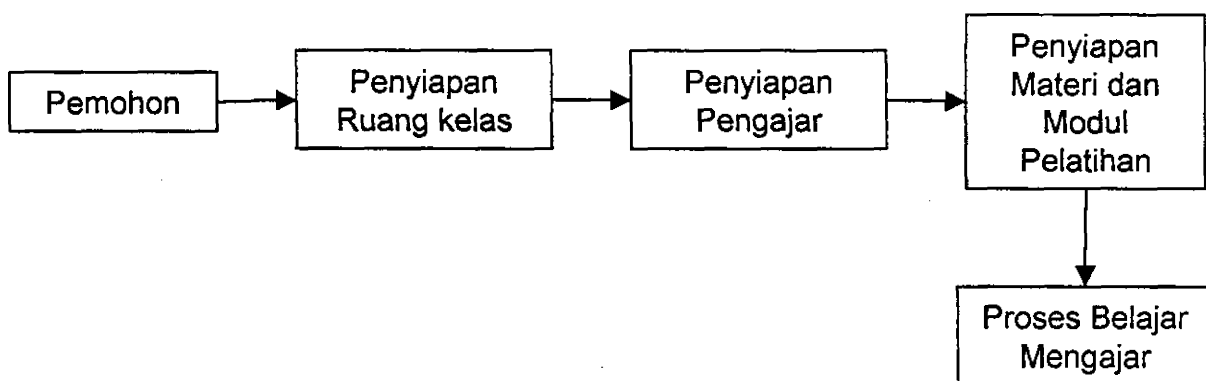 Pemohon
Penyiapan
Ruang kelas
Penyiapan
Pengajar
Penyiapan
Materi dan
Modul
Pelatihan
Proses Belajar
Mengajar